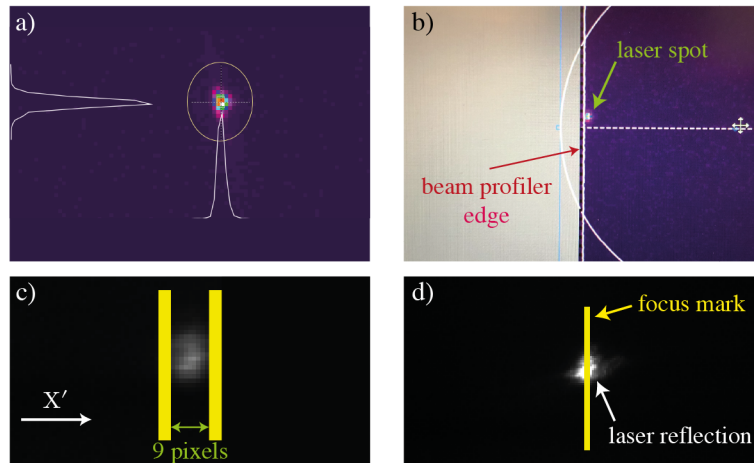 a)
b)
laser spot
beam profiler
edge
c)
X′
9 pixels
d)
focus mark
laser reflection